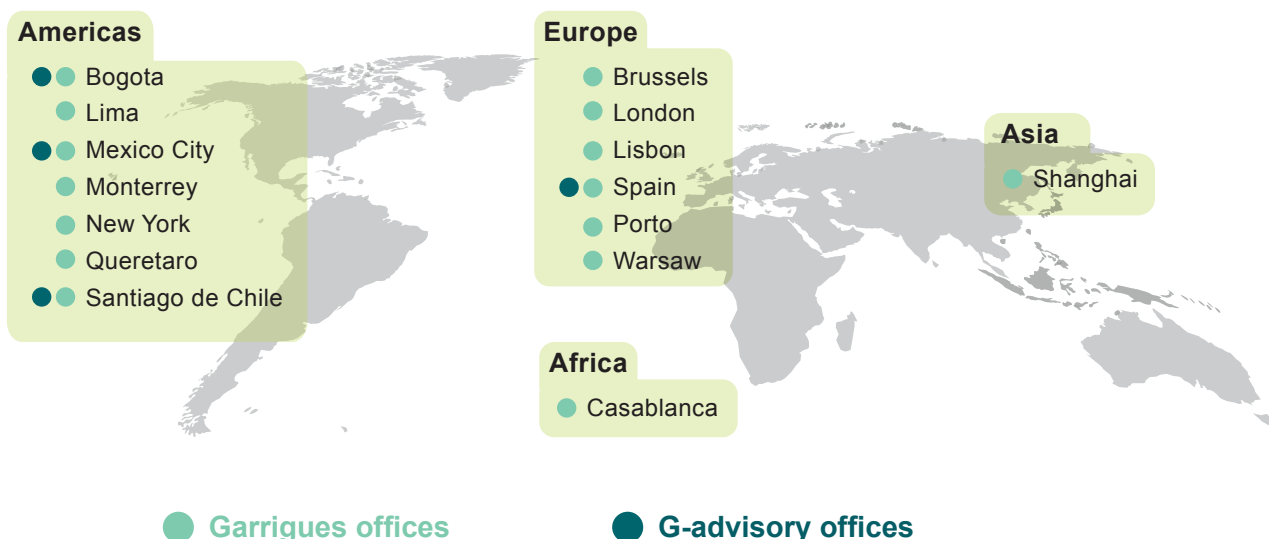 Americas
Bogota
Lima
Mexico City
Monterrey
New York
Queretaro
Santiago de Chile
Europe
Brussels
London
Lisbon
Spain
Porto
Warsaw
Africa
Casablanca
Asia
Shanghai
Garrigues offices
G-advisory offices